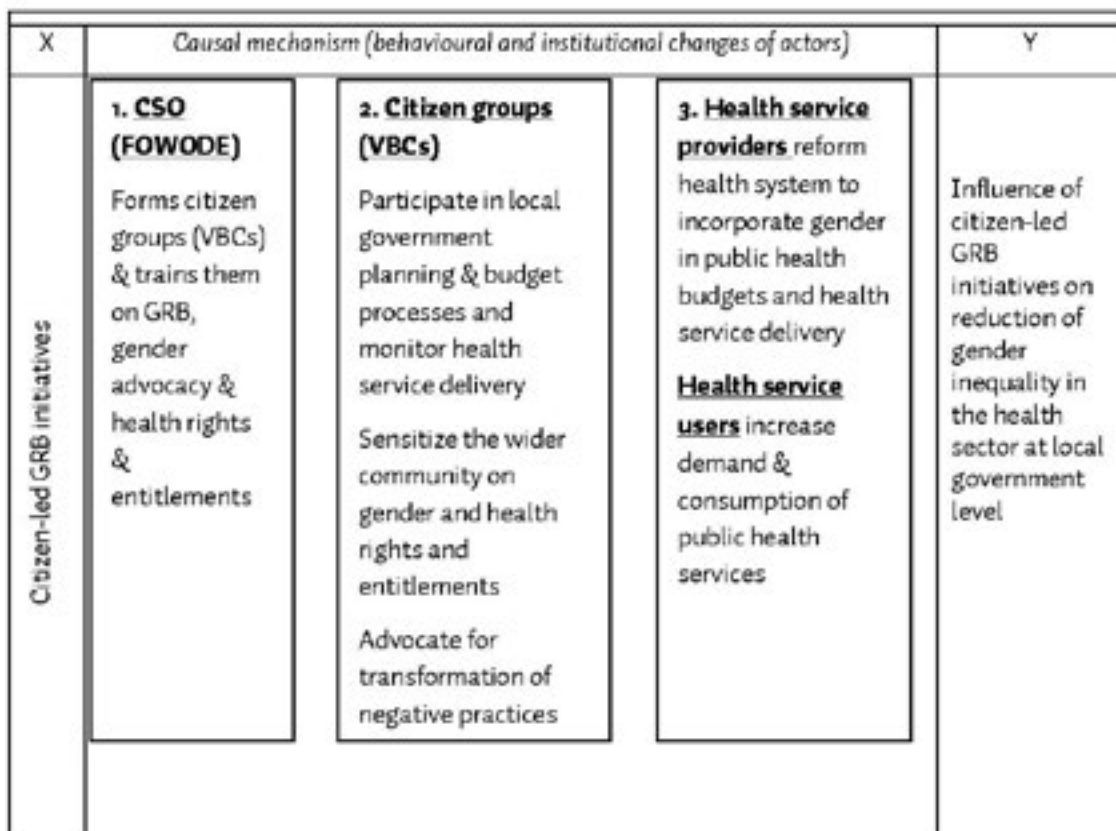 X
Causal mechanism (behavioural and institutional changes of actors)
Y
Citizen-led GRB initiatives
1. CSO
(FOWODE)
Forms citizen
groups (VBCs)
& trains them
on GRB,
gender
advocacy &
health rights
&
entitlements
2. Citizen groups
(VBCs)
Participate in local
government
planning & budget
processes and
monitor health
service delivery
Sensitize the wider
community on
gender and health
rights and
entitlements
Advocate for
transformation of
negative practices
3. Health service
providers reform
health system to
incorporate gender
in public health
budgets and health
service delivery
Health service
users increase
demand &
consumption of
public health
services
Influence of
citizen-led
GRB
initiatives on
reduction of
gender
inequality in
the health
sector at local
government
level